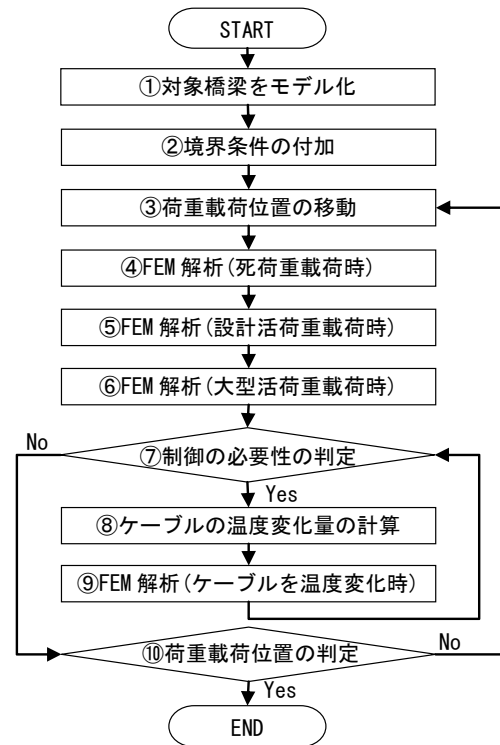 START
①対象橋梁をモデル化
②境界条件の付加
③荷重載荷位置の移動
④FEM 解析(死荷重載荷時)
⑤FEM 解析(設計活荷重載荷時)
⑥FEM 解析(大型活荷重載荷時)
No
⑦制御の必要性の判定
Yes
⑧ケーブルの温度変化量の計算
⑨FEM 解析(ケーブルを温度変化時)
⑩荷重載荷位置の判定
No
Yes
END